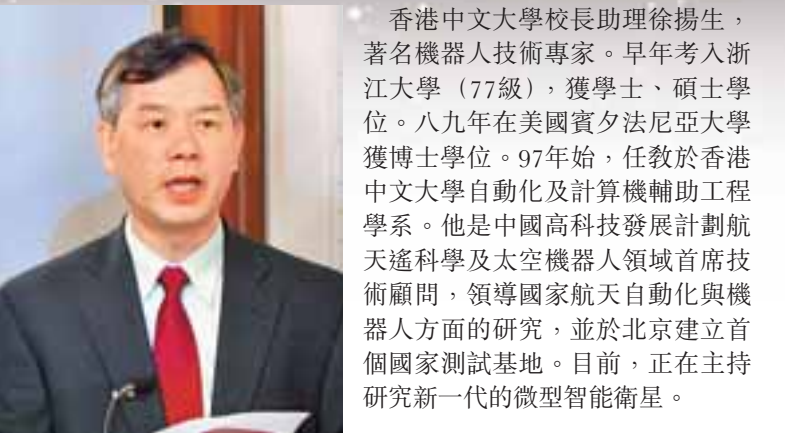 香港中文大學校長助理徐揚生，
著名機器人技術專家。早年考入浙
江大學（77級），獲學士、碩士學
位。八九年在美國賓夕法尼亞大學
獲博士學位。97年始，任教於香港
中文大學自動化及計算機輔助工程
學系。他是中國高科技發展計劃航
天遙科學及太空機器人領域首席技
術顧問，領導國家航天自動化與機
器人方面的研究，並於北京建立首
個國家測試基地。目前，正在主持
研究新一代的微型智能衛星。